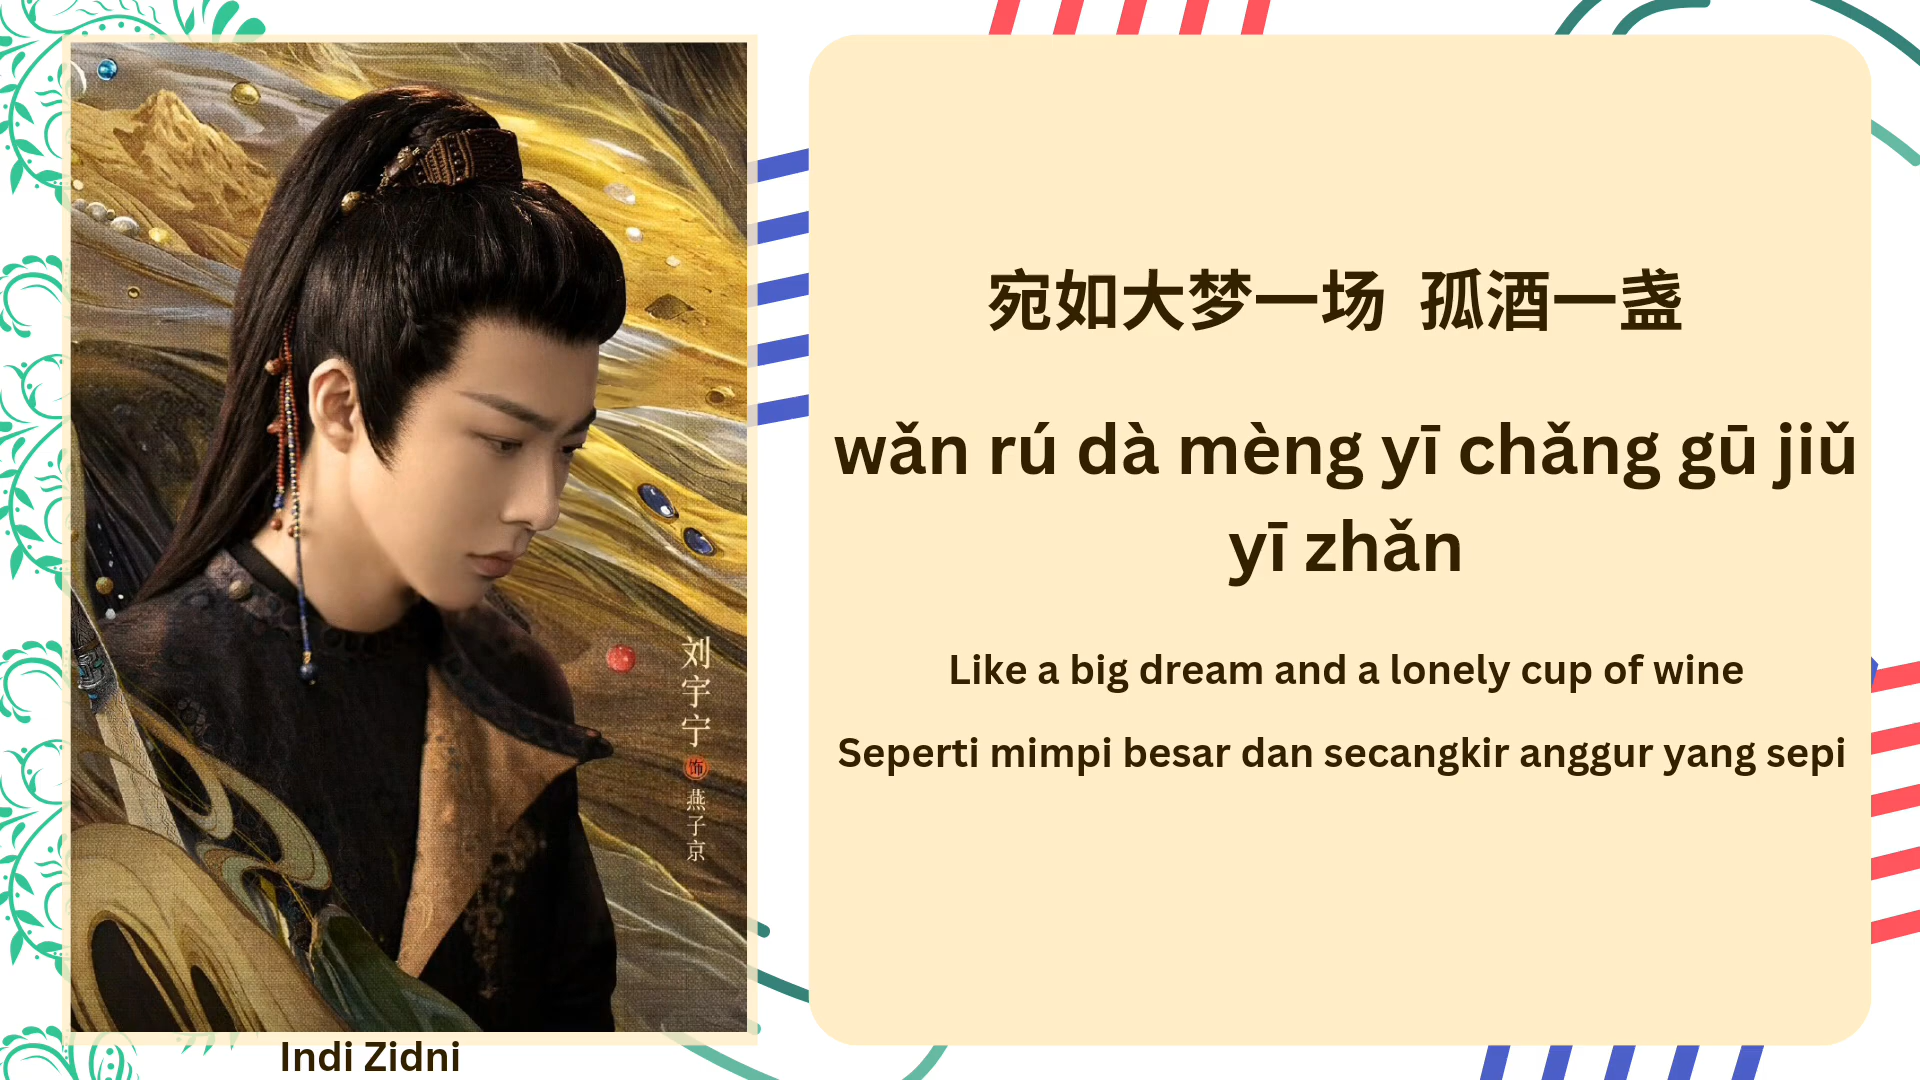 刘宇宁
饰
燕子京
Indi Zidni
宛如大梦一场 孤酒一盏
wǎn rú dà mèng yī chǎng gū jiǔ
yī zhǎn
Like a big dream and a lonely cup of wine
Seperti mimpi besar dan secangkir anggur yang sepi